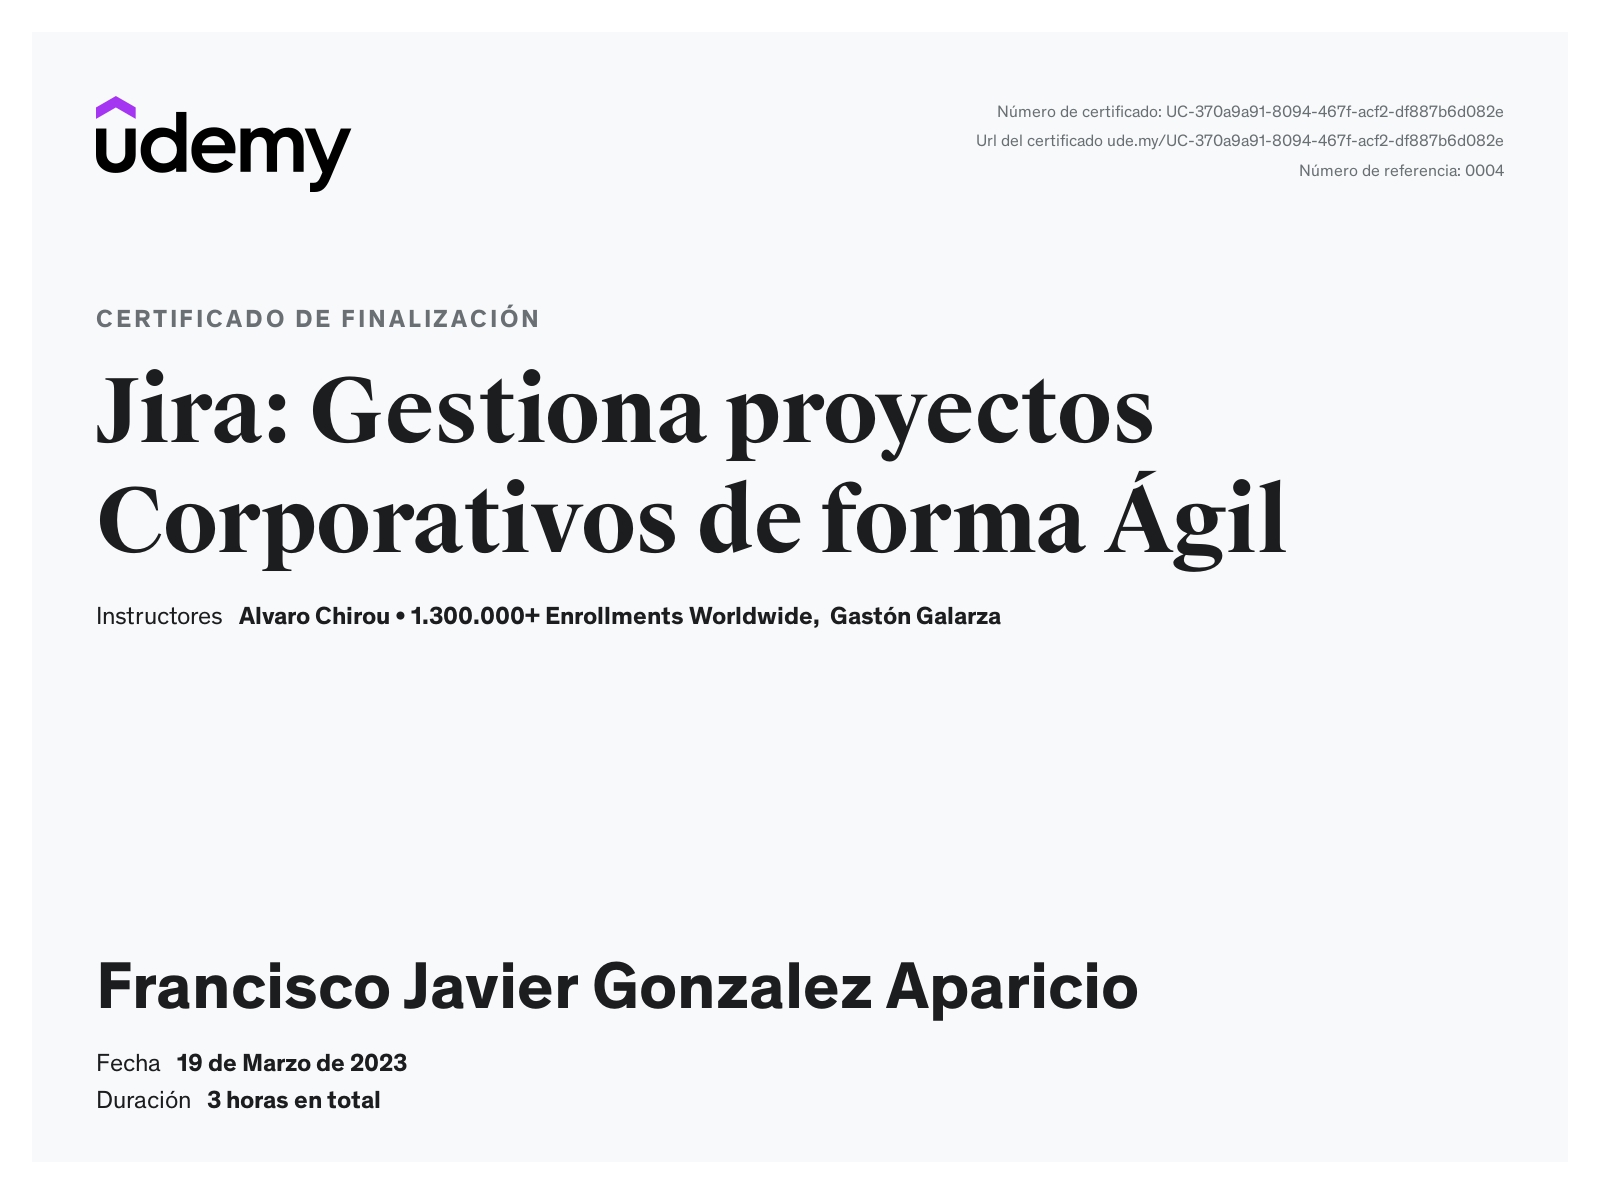 udemy
Número de certificado: UC-370a9a91-8094-467f-acf2-df887b6d082e
Url del certificado ude.my/UC-370a9a91-8094-467f-acf2-df887b6d082e
Número de referencia: 0004
CERTIFICADO DE FINALIZACIÓN
Jira: Gestiona proyectos
Corporativos de forma Ágil
Instructores Alvaro Chirou • 1.300.000+ Enrollments Worldwide, Gastón Galarza
Francisco Javier Gonzalez Aparicio
Fecha 19 de Marzo de 2023
Duración 3 horas en total